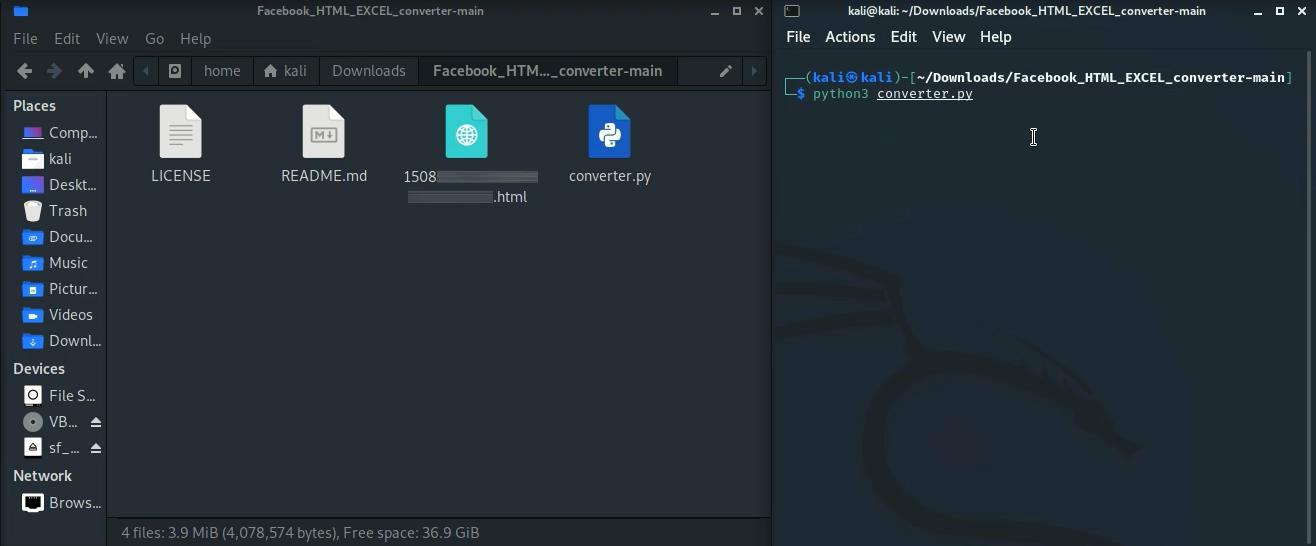 Facebook_HTML_EXCEL_converter-main
File Edit View Go Help
home kali Downloads Facebook_HTM..._converter-main
Places
Comp...
kali
Deskt...
Trash
Docu...
Music
Pictur...
Videos
Downl...
Devices
File S...
VB...
sf_...
Network
Brows...
LICENSE
README.md
1508
.html
converter.py
4 files: 3.9 MiB (4,078,574 bytes), Free space: 36.9 GiB
kali@kali: ~/Downloads/Facebook_HTML_EXCEL_converter-main
File Actions Edit View Help
┌──(kali㉿kali)-[~/Downloads/Facebook_HTML_EXCEL_converter-main]
└─$ python3 converter.py